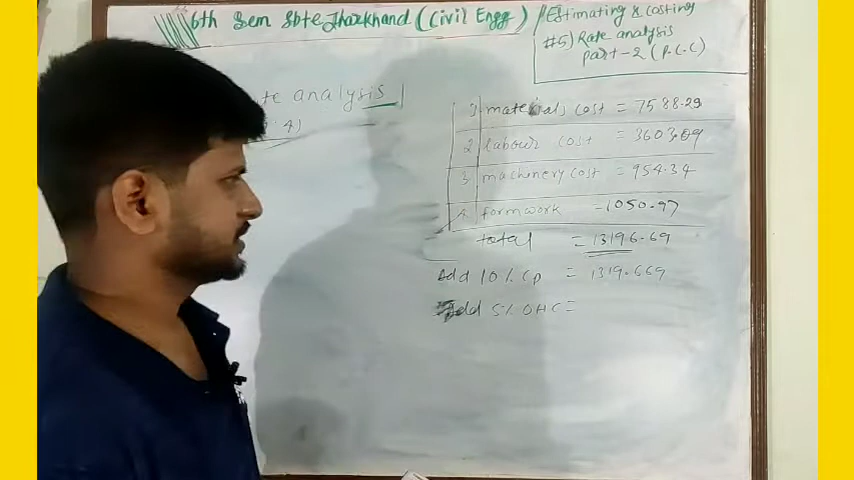 6th Sem Sbte Jharkhand (Civil Engg)
Estimating & costing
#5) Rate analysis
part-2 (P.C.C)
te analysis
4)
1 materials cost = 7588.29
2 labour cost = 3603.09
3 machinery cost = 954.34
4 formwork = 1050.97
total = 13196.69
Add 10% Cp = 1319.669
Add 5% OHC =